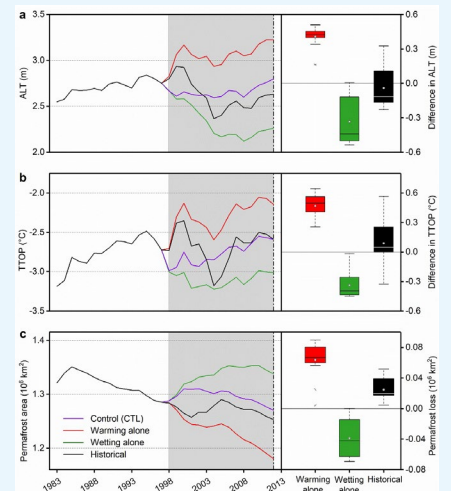 a
3.5
3.0
2.5
2.0
ALT (m)
0.6
0.3
0.0
-0.3
-0.6
Difference in ALT (m)
b
-2.0
-2.5
-3.0
-3.5
TTOP (°C)
0.6
0.3
0.0
-0.3
-0.6
Difference in TTOP (°C)
c
1.4
1.3
1.2
Permafrost area (10⁶ km²)
Control (CTL)
Warming alone
Wetting alone
Historical
0.08
0.04
0.00
-0.04
-0.08
Permafrost loss (10⁶ km²)
1983 1988 1993 1998 2003 2008 2013
Warming Wetting Historical
alone alone